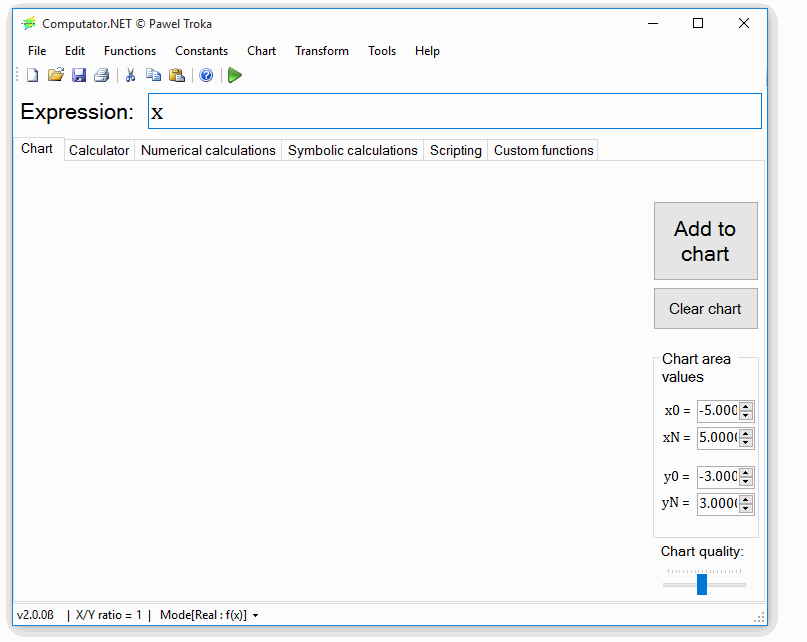 Computator.NET © Pawel Troka
File Edit Functions Constants Chart Transform Tools Help
Expression: x
Chart Calculator Numerical calculations Symbolic calculations Scripting Custom functions
Add to
chart
Clear chart
Chart area
values
x0 = -5.000
xN = 5.000
y0 = -3.000
yN = 3.000
Chart quality:
v2.0.0ß | X/Y ratio = 1 | Mode[Real : f(x)]